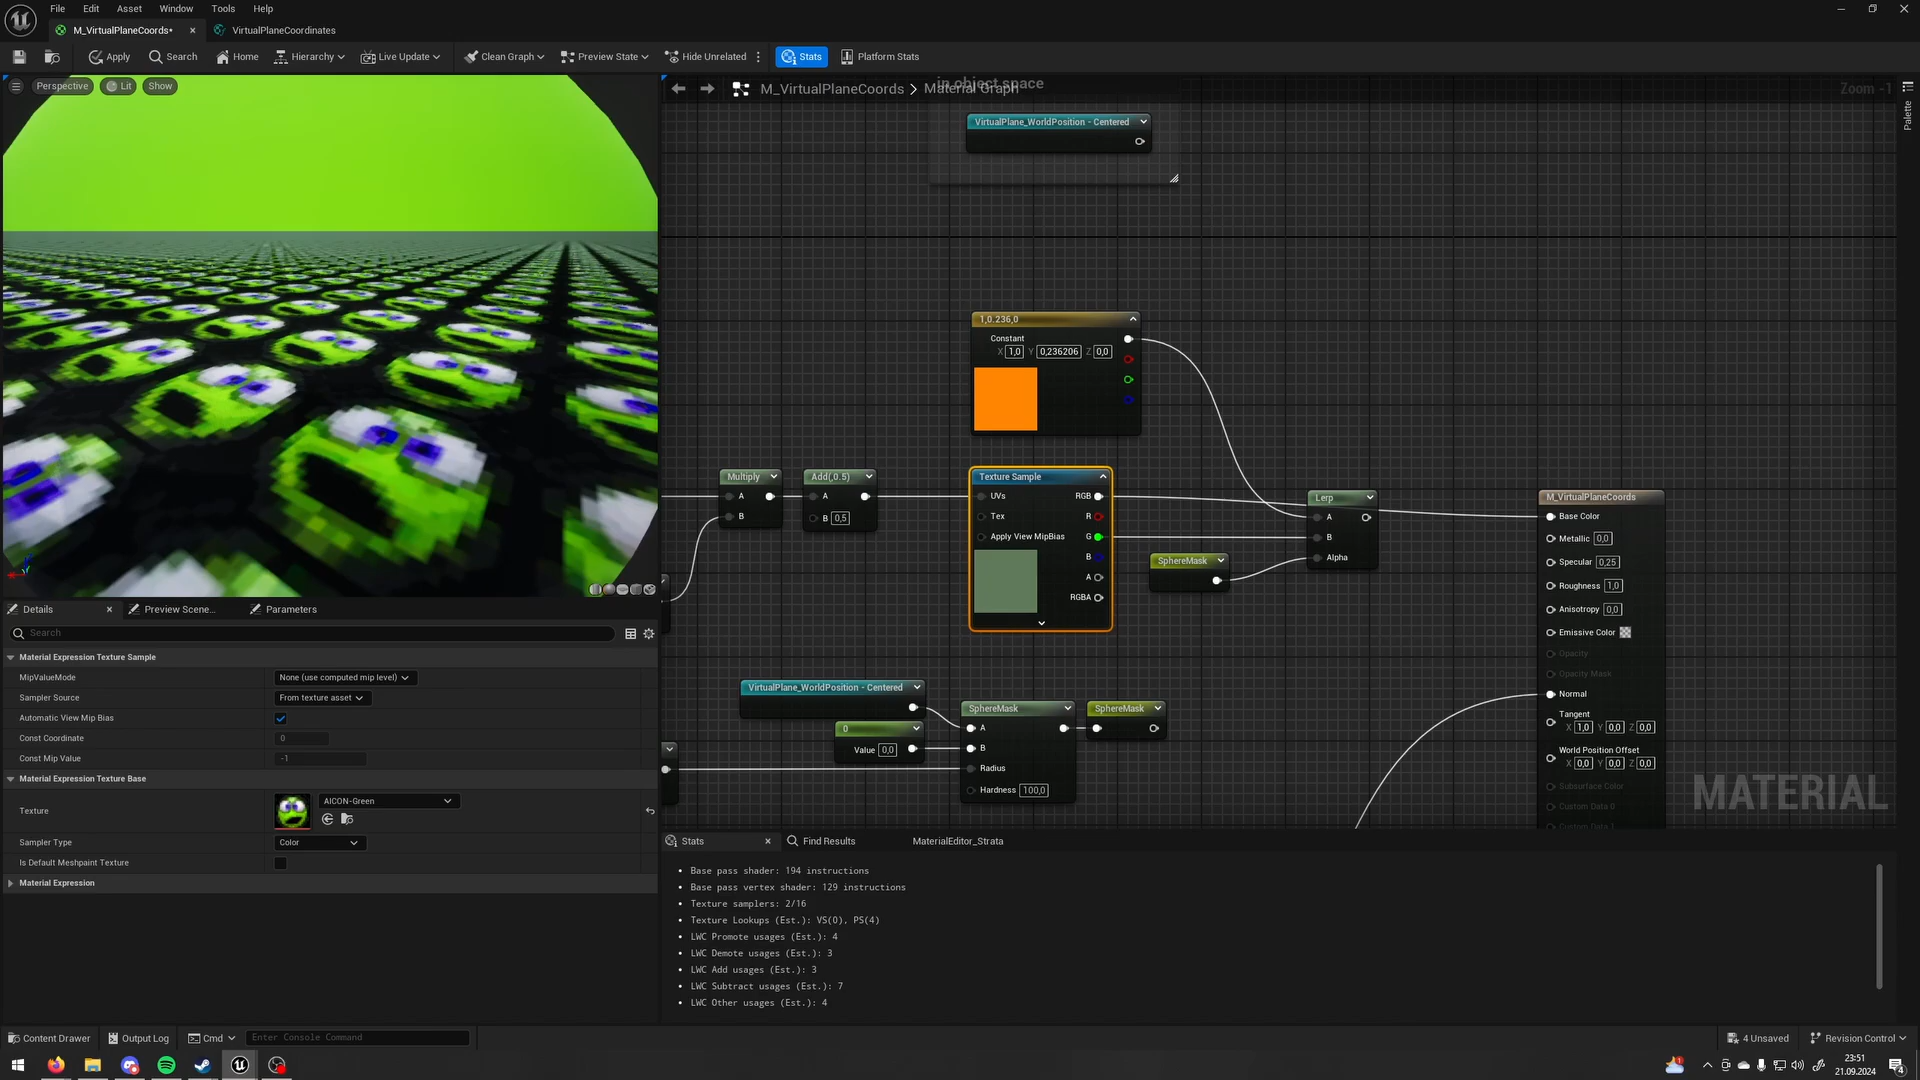 File Edit Asset Window Tools Help
M_VirtualPlaneCoords•
VirtualPlaneCoordinates
Apply Search Home Hierarchy Live Update Clean Graph Preview State Hide Unrelated Stats Platform Stats
Perspective Lit Show
in object space
M_VirtualPlaneCoords > Material Graph
Zoom -1
Palette
VirtualPlane_WorldPosition - Centered
1,0.236,0
Constant
X 1,0 Y 0,236206 Z 0,0
Multiply
A
B
Add(,0.5)
A
B 0,5
Texture Sample
UVs RGB
Tex R
Apply View MipBias G
B
A
RGBA
SphereMask
Lerp
A
B
Alpha
M_VirtualPlaneCoords
Base Color
Metallic 0,0
Specular 0,25
Roughness 1,0
Anisotropy 0,0
Emissive Color
Opacity
Opacity Mask
Normal
Tangent
X 1,0 Y 0,0 Z 0,0
World Position Offset
X 0,0 Y 0,0 Z 0,0
Subsurface Color
Custom Data 0
Custom Data 1
VirtualPlane_WorldPosition - Centered
0
Value 0,0
SphereMask
A
B
Radius
Hardness 100,0
SphereMask
MATERIAL
Details
Preview Scene...
Parameters
Search
Material Expression Texture Sample
MipValueMode None (use computed mip level)
Sampler Source From texture asset
Automatic View Mip Bias
Const Coordinate 0
Const Mip Value -1
Material Expression Texture Base
Texture AICON-Green
Sampler Type Color
Is Default Meshpaint Texture
Material Expression
Stats
Find Results
MaterialEditor_Strata
• Base pass shader: 194 instructions
• Base pass vertex shader: 129 instructions
• Texture samplers: 2/16
• Texture Lookups (Est.): VS(0), PS(4)
• LWC Promote usages (Est.): 4
• LWC Demote usages (Est.): 3
• LWC Add usages (Est.): 3
• LWC Subtract usages (Est.): 7
• LWC Other usages (Est.): 4
Content Drawer Output Log Cmd Enter Console Command
4 Unsaved Revision Control
23:51
21.09.2024
4